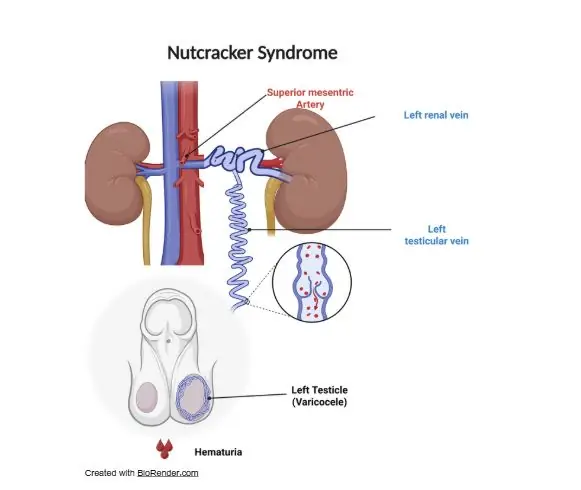 Nutcracker Syndrome
Superior mesentric
Artery
Left renal vein
Left
testicular vein
Left Testicle
(Varicocele)
Hematuria
Created with BioRender.com